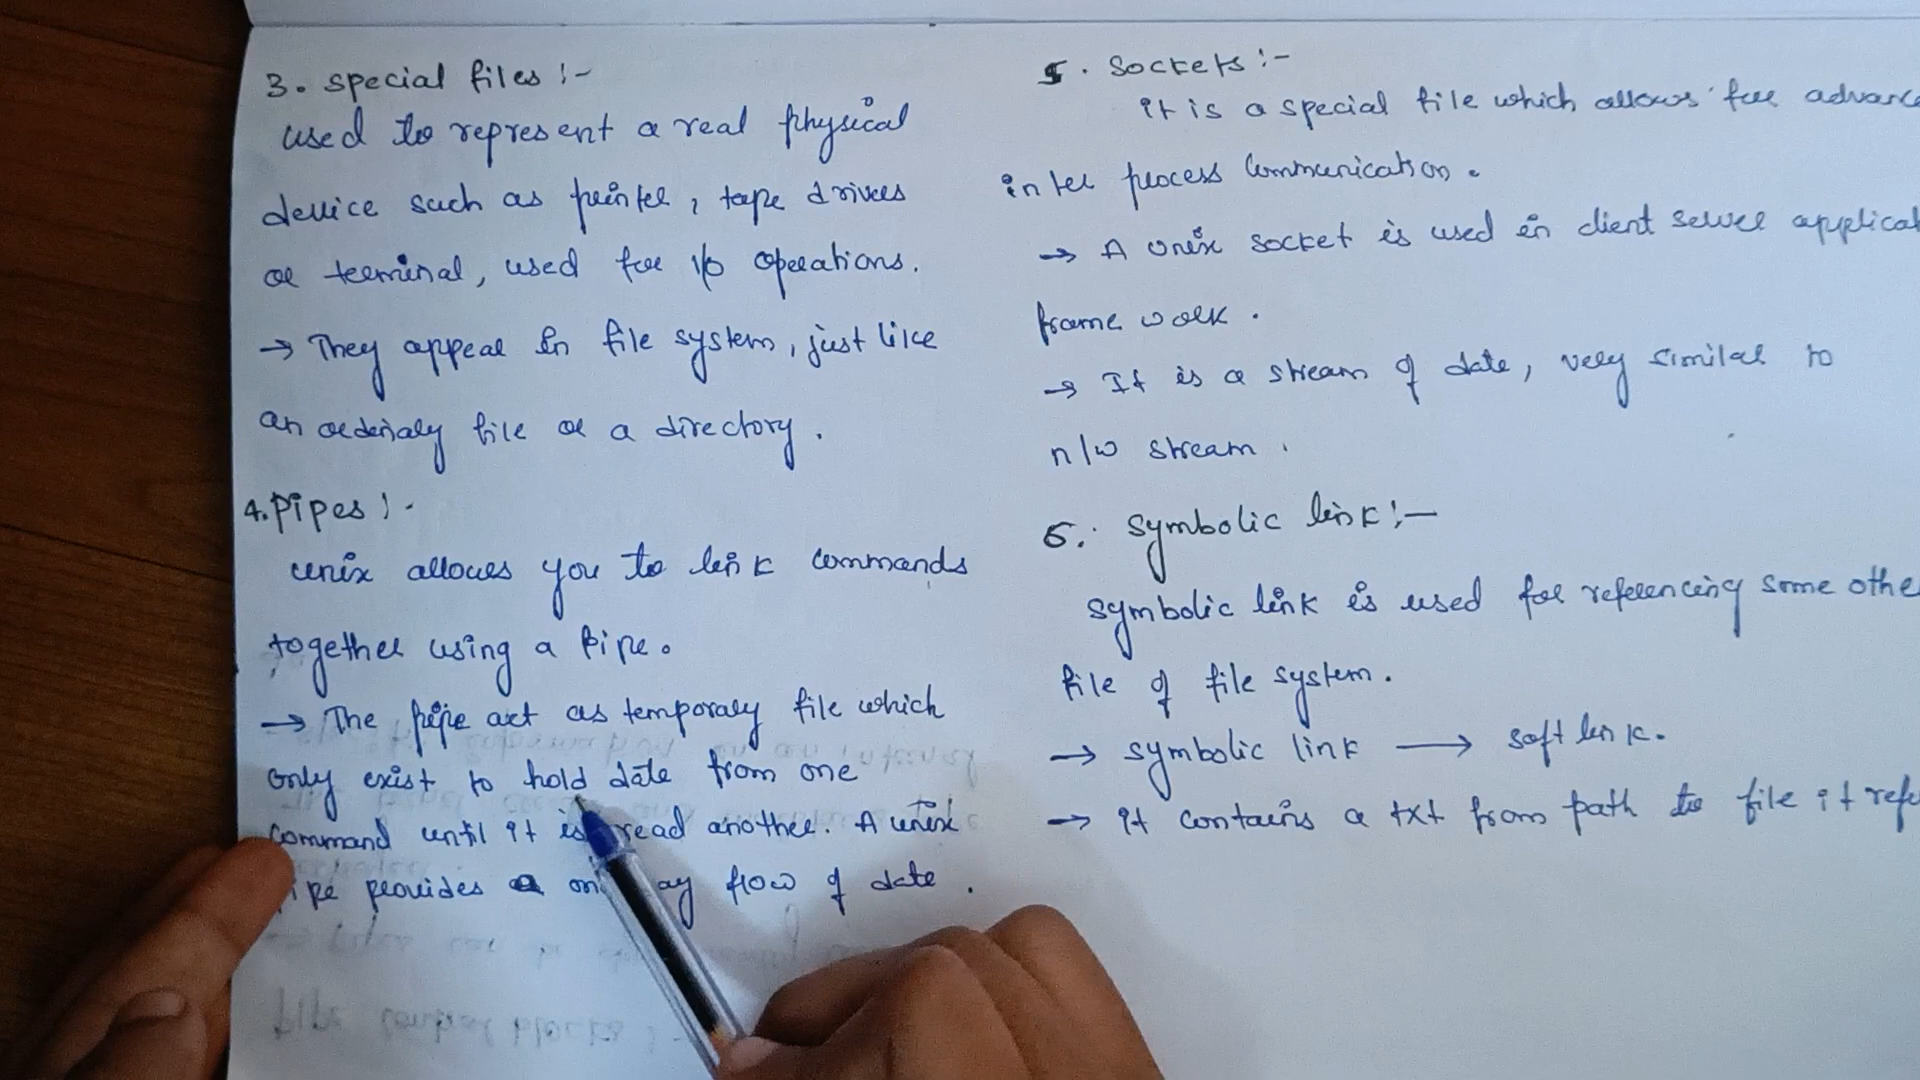 3. special files :-
used to represent a real physical
device such as printer, tape drives
or terminal, used for I/O operations.
→ They appear in file system, just like
an ordinary file or a directory.
4. Pipes :-
unix allows you to link commands
together using a Pipe.
→ The pipe act as temporary file which
only exist to hold data from one
command until it is read another. A unix
pipe provides a on ay flow of data.
5. Sockets :-
it is a special file which allows for advanc
inter process Communication.
→ A unix socket is used in client server applicat
frame work.
→ It is a stream of data, very similar to
n/w stream.
6. symbolic link :-
symbolic link is used for referencing some othe
file of file system.
→ symbolic link → soft link.
→ it contains a txt from path to file it refe